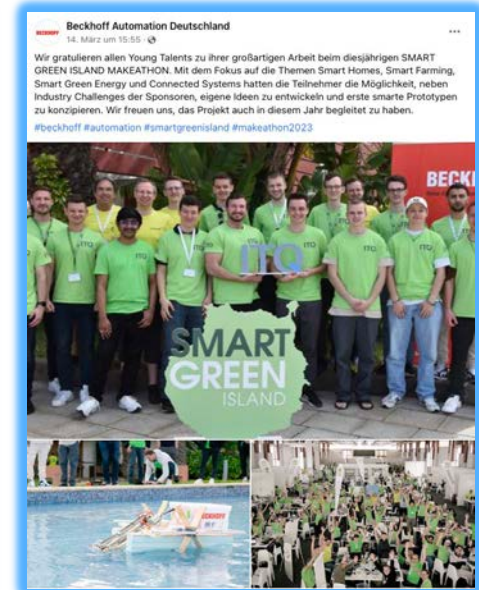 BECKHOFF
Beckhoff Automation Deutschland
14. März um 15:55 ·
Wir gratulieren allen Young Talents zu ihrer großartigen Arbeit beim diesjährigen SMART
GREEN ISLAND MAKEATHON. Mit dem Fokus auf die Themen Smart Homes, Smart Farming,
Smart Green Energy und Connected Systems hatten die Teilnehmer die Möglichkeit, neben
Industry Challenges der Sponsoren, eigene Ideen zu entwickeln und erste smarte Prototypen
zu konzipieren. Wir freuen uns, das Projekt auch in diesem Jahr begleitet zu haben.
#beckhoff #automation #smartgreenisland #makeathon2023
BECKH
ITQ
ITQ
ITQ
SMART
GREEN
ISLAND
BECKHOFF